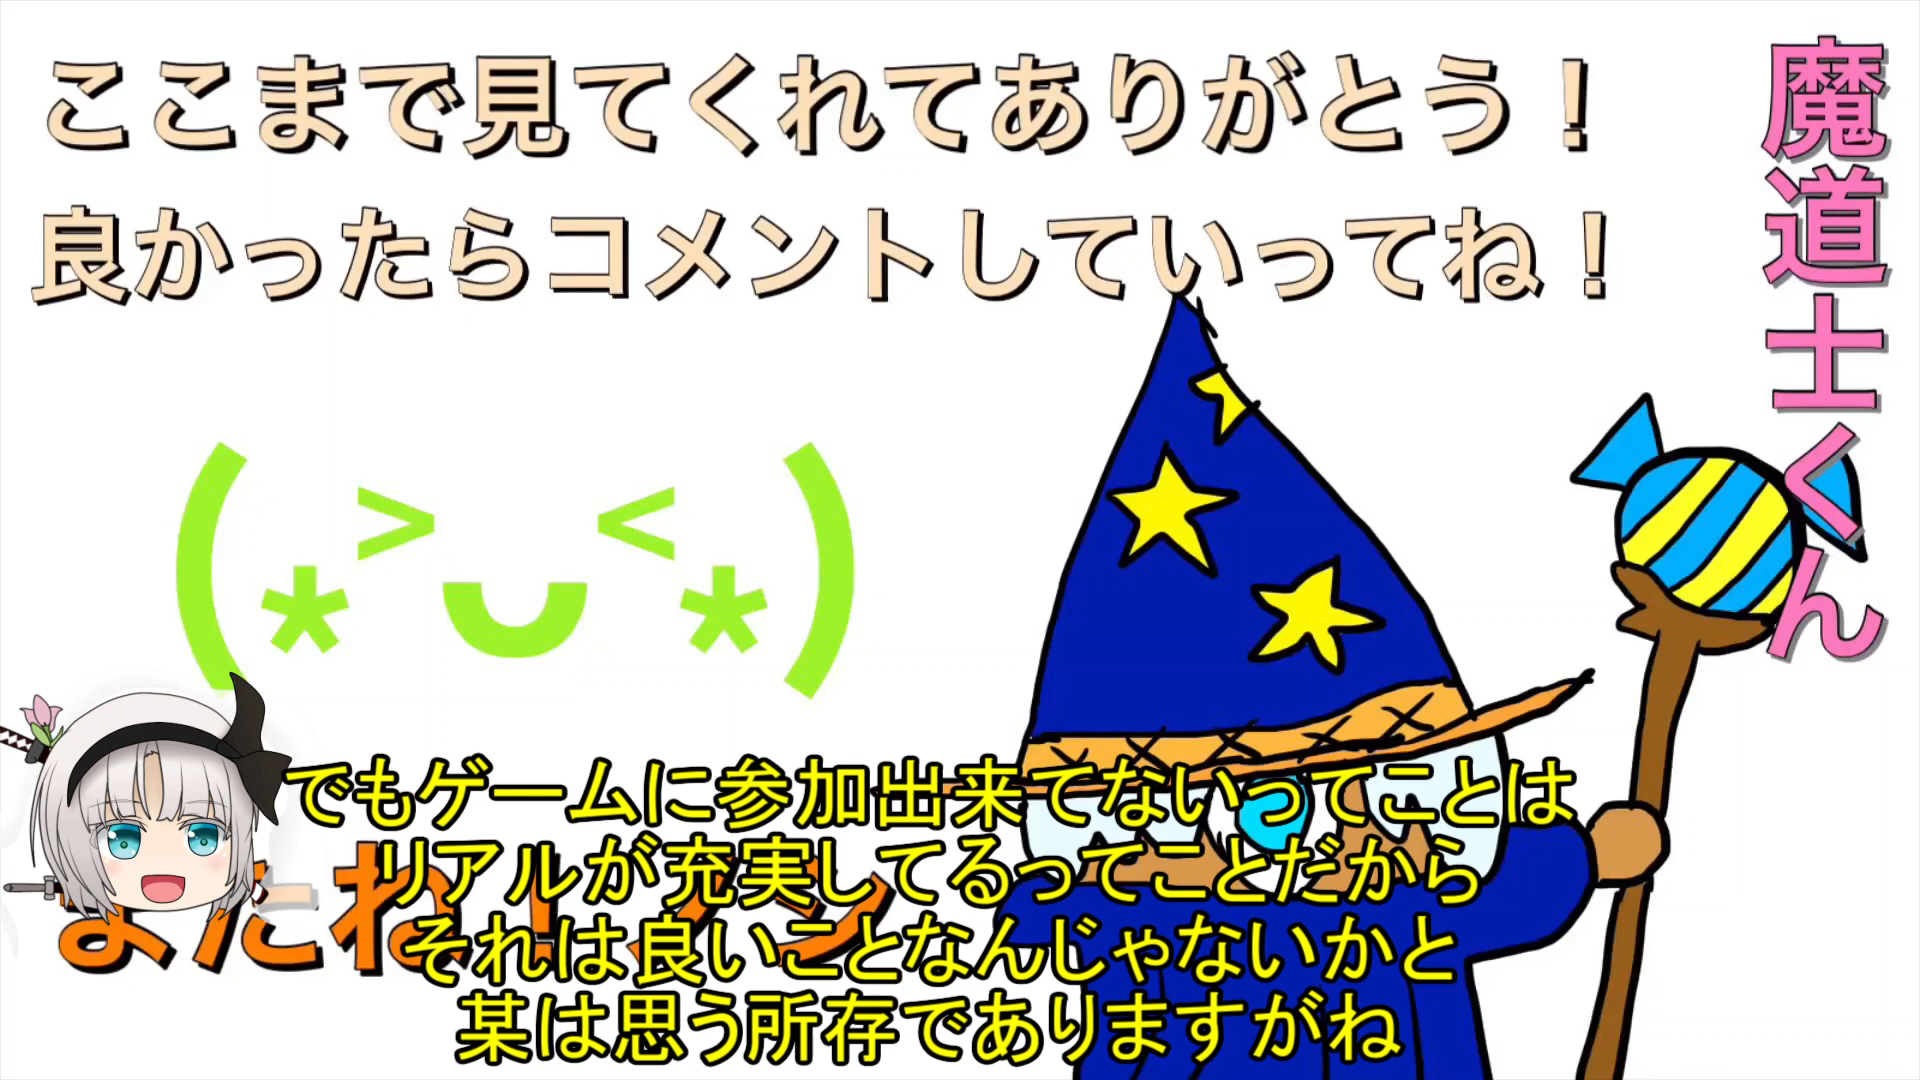 ここまで見てくれてありがとう！
良かったらコメントしていってね！
魔道士くん
(*>◡<*)
でもゲームに参加出来てないってことは
リアルが充実してるってことだから
それは良いことなんじゃないかと
某は思う所存でありますがね
またね！